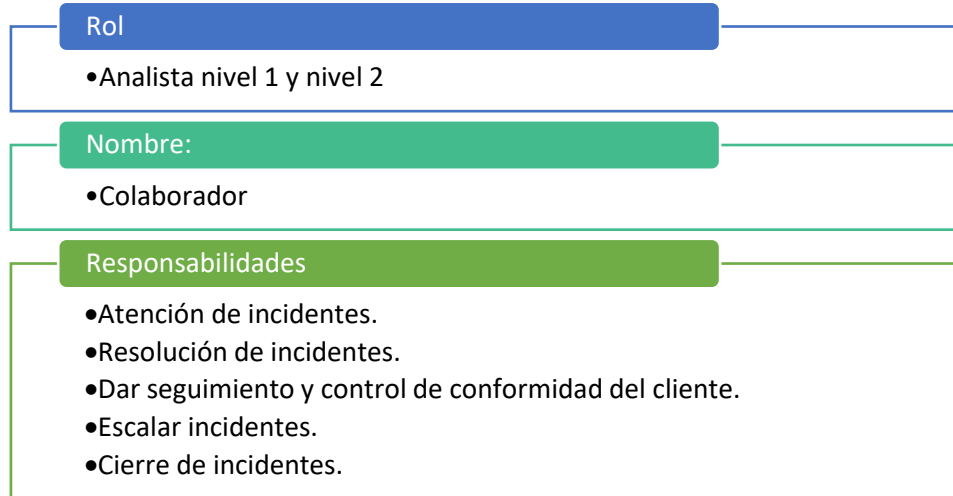 Rol
•Analista nivel 1 y nivel 2
Nombre:
•Colaborador
Responsabilidades
•Atención de incidentes.
•Resolución de incidentes.
•Dar seguimiento y control de conformidad del cliente.
•Escalar incidentes.
•Cierre de incidentes.